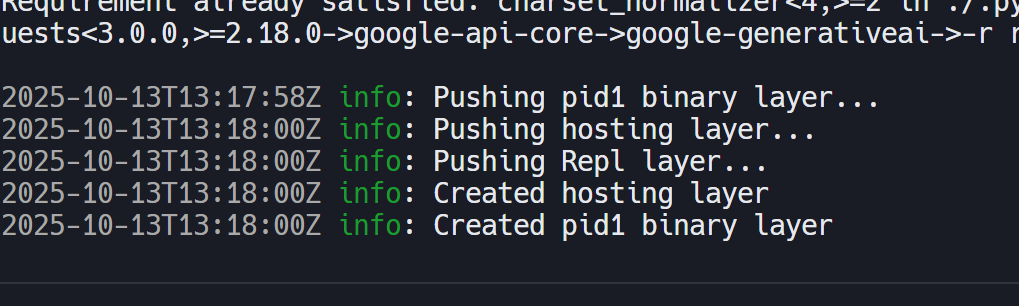 Requirement already satisfied: charset_normalizer<4,>=2 in ./.py
uests<3.0.0,>=2.18.0->google-api-core->google-generativeai->-r r
2025-10-13T13:17:58Z info: Pushing pid1 binary layer...
2025-10-13T13:18:00Z info: Pushing hosting layer...
2025-10-13T13:18:00Z info: Pushing Repl layer...
2025-10-13T13:18:00Z info: Created hosting layer
2025-10-13T13:18:00Z info: Created pid1 binary layer